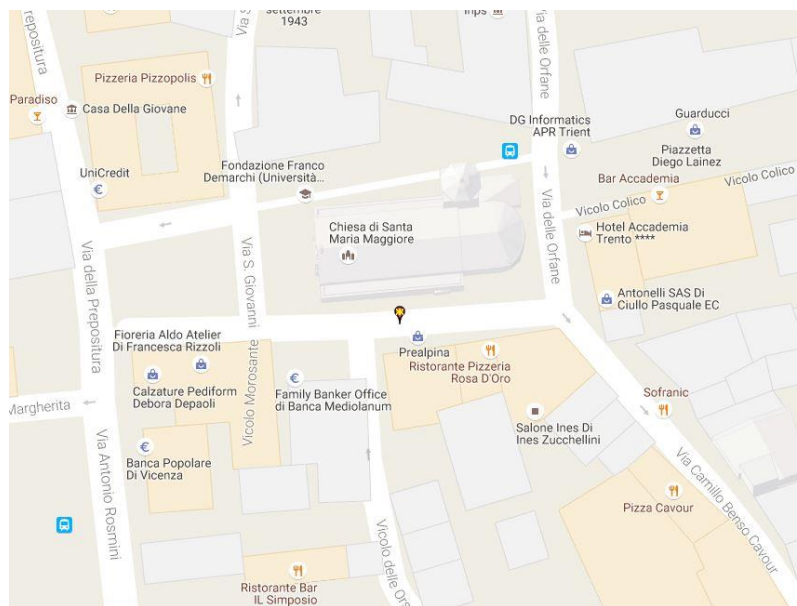 Prepositura
Via S
settembre
1943
Inps
Via delle Orfane
Pizzeria Pizzopolis
Paradiso
Casa Della Giovane
DG Informatics
APR Trient
Guarducci
Piazzetta
Diego Lainez
UniCredit
Fondazione Franco
Demarchi (Università...
Bar Accademia
Vicolo Colico
Vicolo Colico
Via della Prepositura
Via S. Giovanni
Chiesa di Santa
Maria Maggiore
Via delle Orfane
Hotel Accademia
Trento ****
Antonelli SAS Di
Ciullo Pasquale EC
Fioreria Aldo Atelier
Di Francesca Rizzoli
Prealpina
Ristorante Pizzeria
Rosa D'Oro
Calzature Pediform
Debora Depaoli
Vicolo Morosante
Family Banker Office
di Banca Mediolanum
Sofranic
Margherita
Salone Ines Di
Ines Zucchellini
Via Antonio Rosmini
Banca Popolare
Di Vicenza
Via Camillo Benso Cavour
Pizza Cavour
Vicolo delle Ors
Ristorante Bar
IL Simposio